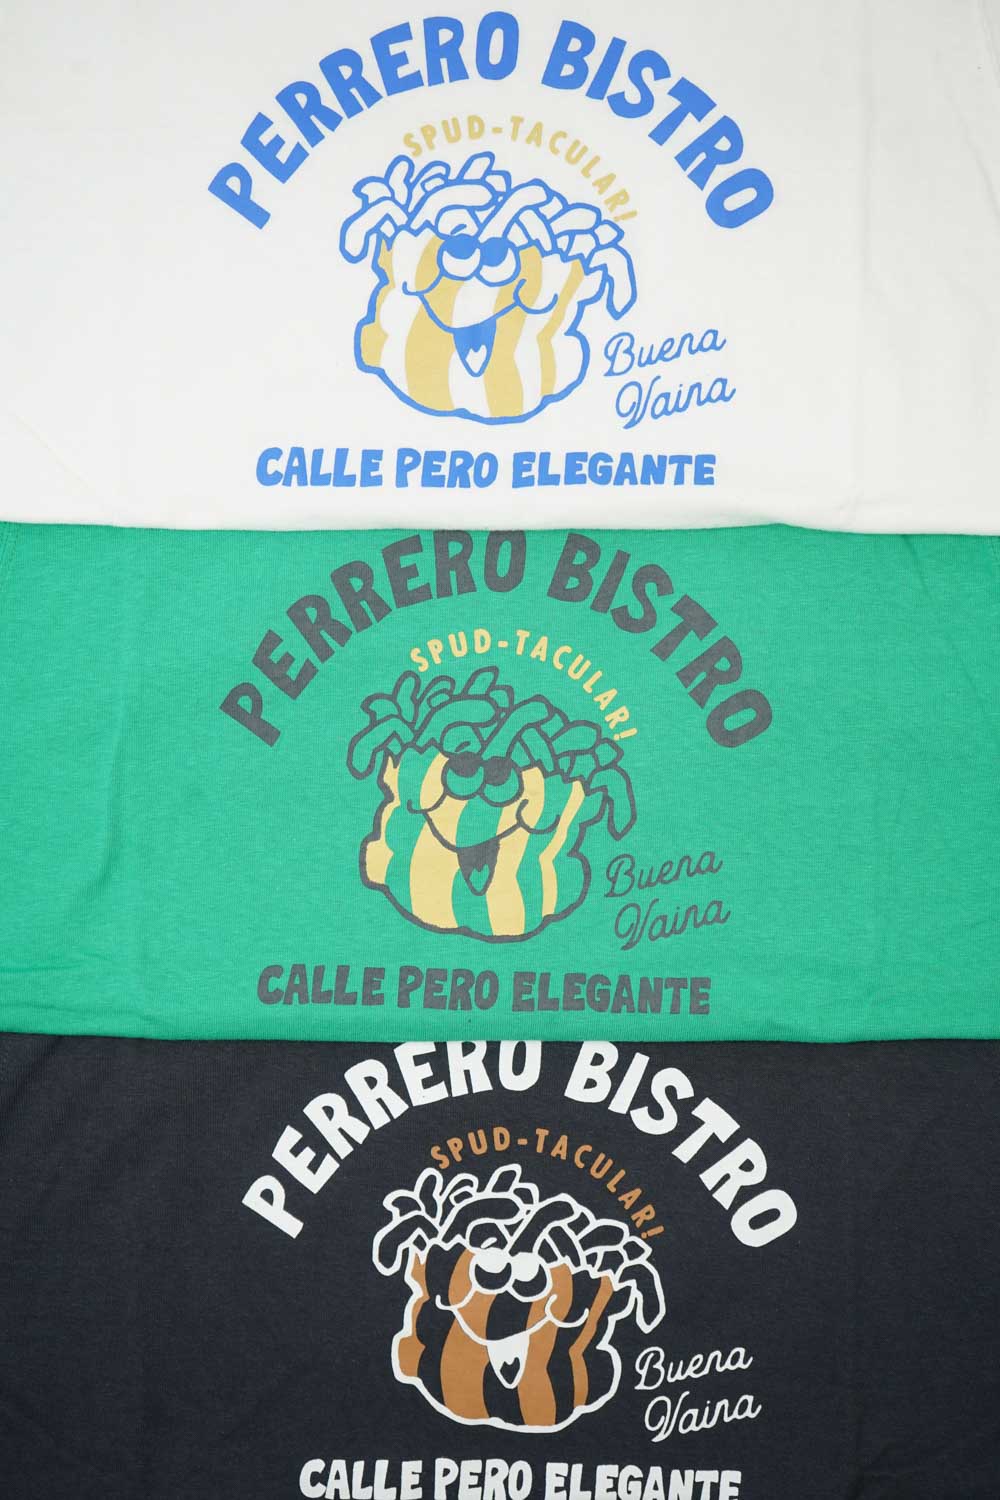 PERRERO BISTRO
SPUD-TACULAR!
Buena
Vaina
CALLE PERO ELEGANTE
PERRERO BISTRO
SPUD-TACULAR!
Buena
Vaina
CALLE PERO ELEGANTE
PERRERO BISTRO
SPUD-TACULAR!
Buena
Vaina
CALLE PERO ELEGANTE